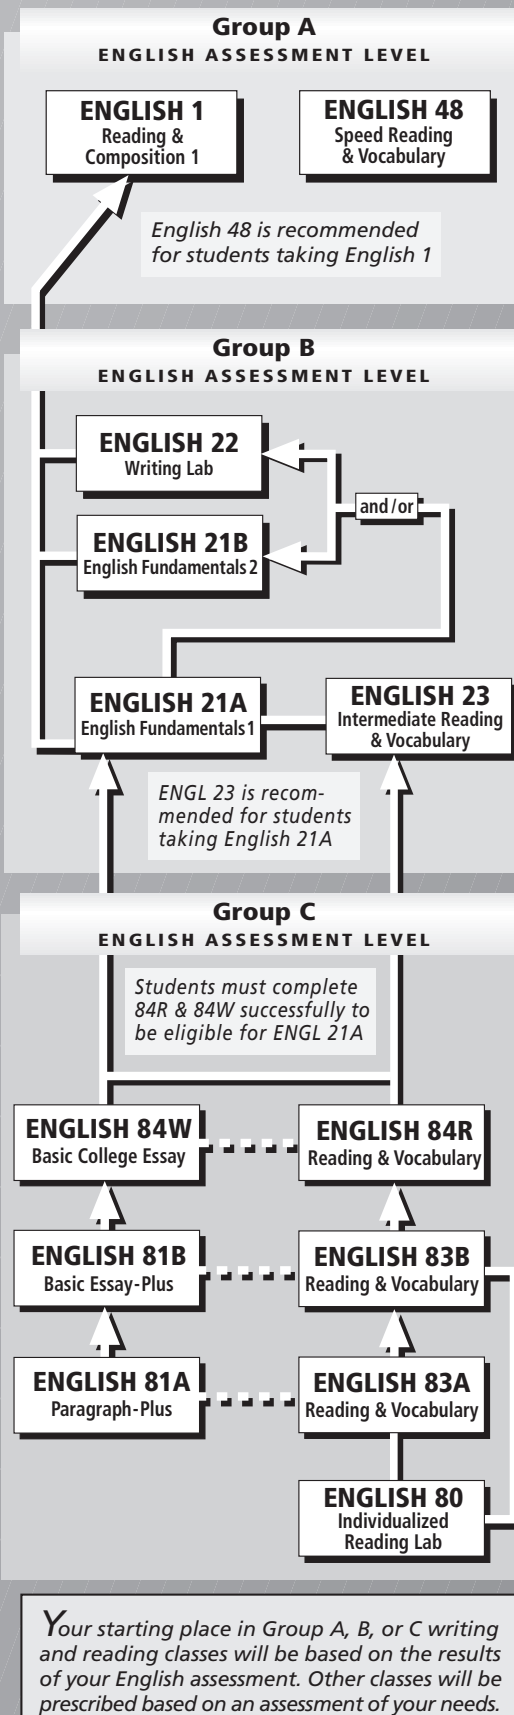 Group A
ENGLISH ASSESSMENT LEVEL
ENGLISH 1
Reading &
Composition 1
ENGLISH 48
Speed Reading
& Vocabulary
English 48 is recommended
for students taking English 1
Group B
ENGLISH ASSESSMENT LEVEL
ENGLISH 22
Writing Lab
and/or
ENGLISH 21B
English Fundamentals 2
ENGLISH 21A
English Fundamentals 1
ENGLISH 23
Intermediate Reading
& Vocabulary
ENGL 23 is recom-
mended for students
taking English 21A
Group C
ENGLISH ASSESSMENT LEVEL
Students must complete
84R & 84W successfully to
be eligible for ENGL 21A
ENGLISH 84W
Basic College Essay
ENGLISH 84R
Reading & Vocabulary
ENGLISH 81B
Basic Essay-Plus
ENGLISH 83B
Reading & Vocabulary
ENGLISH 81A
Paragraph-Plus
ENGLISH 83A
Reading & Vocabulary
ENGLISH 80
Individualized
Reading Lab
Your starting place in Group A, B, or C writing
and reading classes will be based on the results
of your English assessment. Other classes will be
prescribed based on an assessment of your needs.